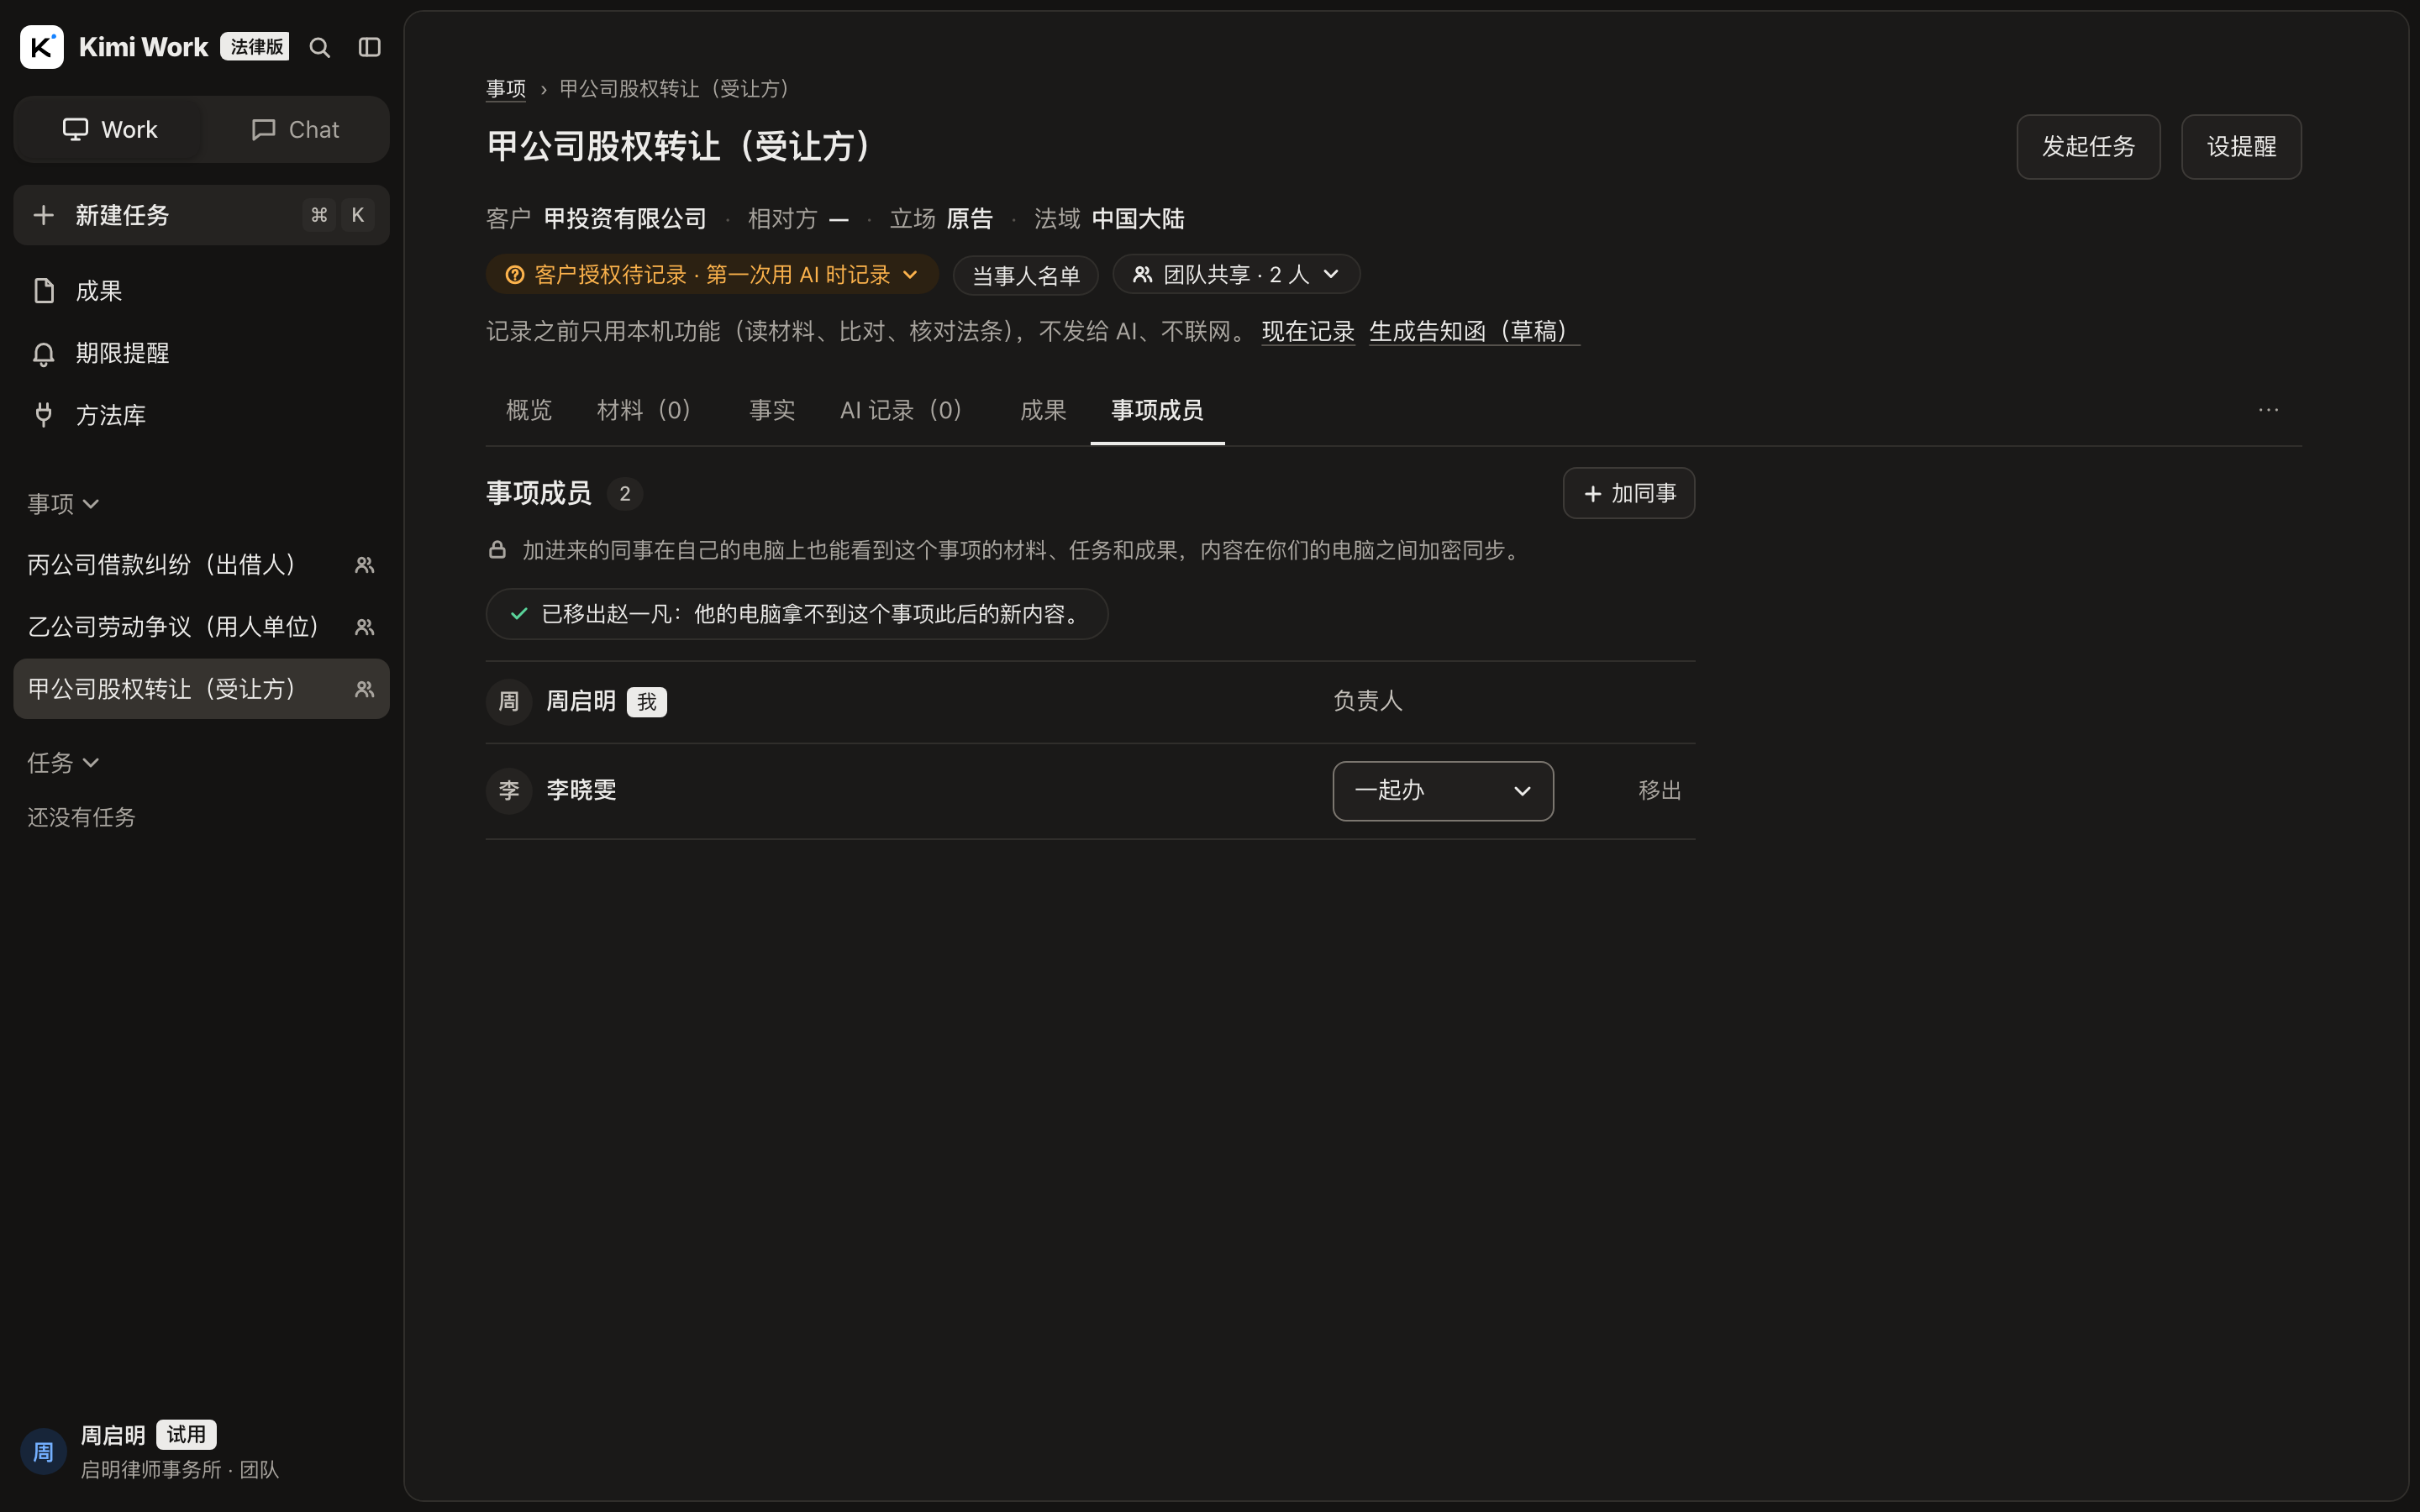 Kimi Work 法律版
Work Chat
新建任务 ⌘ K
成果
期限提醒
方法库
事项
丙公司借款纠纷（出借人）
乙公司劳动争议（用人单位）
甲公司股权转让（受让方）
任务
还没有任务
周 周启明 试用
启明律师事务所 · 团队
事项 › 甲公司股权转让（受让方）
甲公司股权转让（受让方） 发起任务 设提醒
客户 甲投资有限公司 · 相对方 — · 立场 原告 · 法域 中国大陆
客户授权待记录 · 第一次用 AI 时记录 当事人名单 团队共享 · 2 人
记录之前只用本机功能（读材料、比对、核对法条），不发给 AI、不联网。 现在记录 生成告知函（草稿）
概览 材料（0） 事实 AI 记录（0） 成果 事项成员 ···
事项成员 2 加同事
加进来的同事在自己的电脑上也能看到这个事项的材料、任务和成果，内容在你们的电脑之间加密同步。
已移出赵一凡：他的电脑拿不到这个事项此后的新内容。
周 周启明 我 负责人
李 李晓雯 一起办 移出